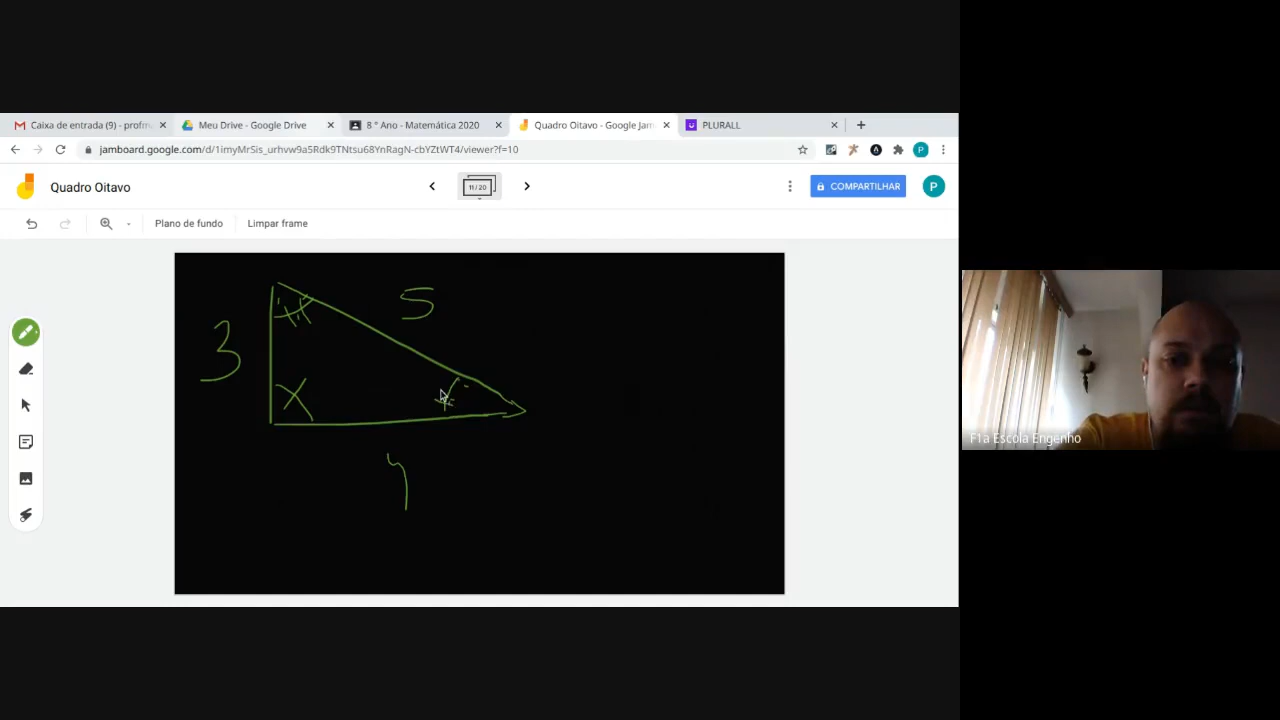 Caixa de entrada (9) - profm
Meu Drive - Google Drive
8 ° Ano - Matemática 2020
Quadro Oitavo - Google Jam
PLURALL
jamboard.google.com/d/1imyMrSis_urhvw9a5Rdk9TNtsu68YnRagN-cbYZtWT4/viewer?f=10
P
Quadro Oitavo
11 / 20
COMPARTILHAR
P
Plano de fundo
Limpar frame
5
3
X
4
F1a Escola Engenho